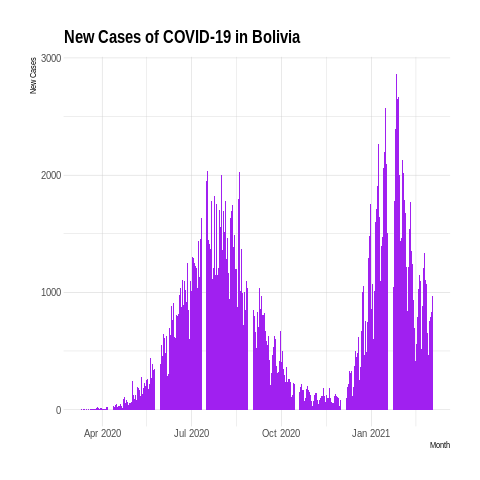 New Cases of COVID-19 in Bolivia
New Cases
3000
2000
1000
0
Apr 2020 Jul 2020 Oct 2020 Jan 2021
Month